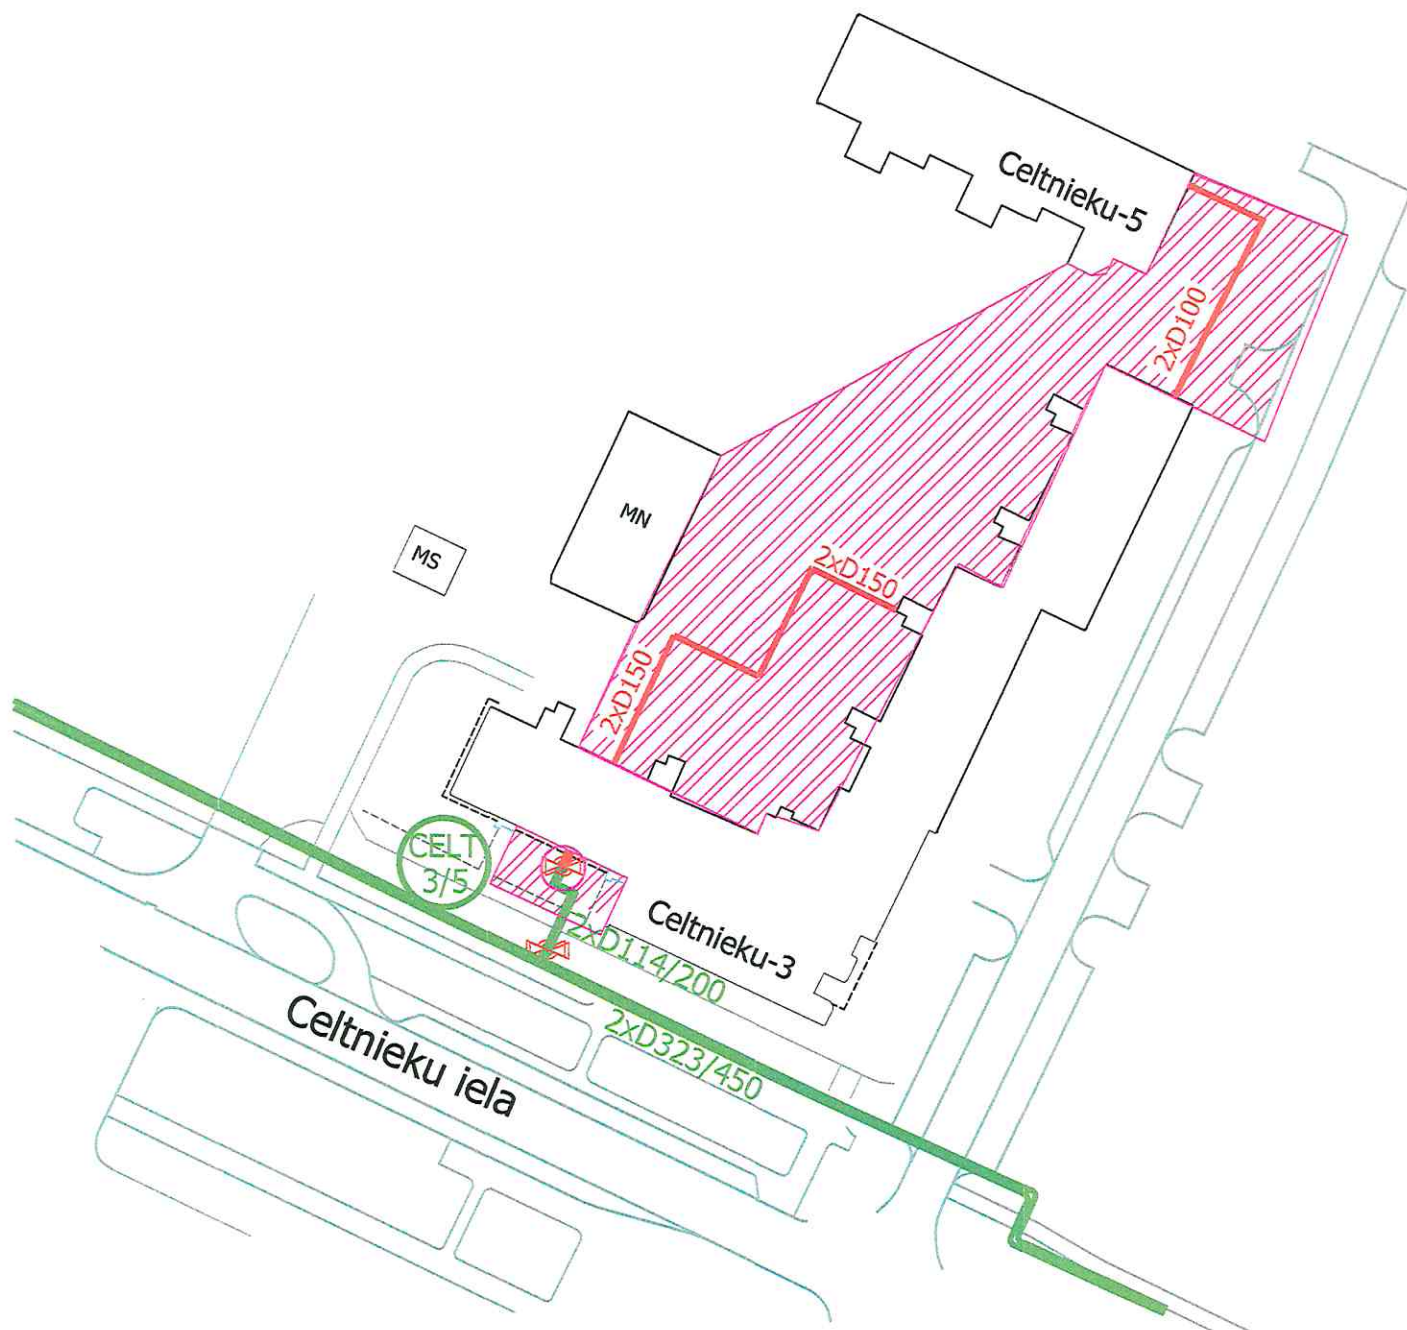 Celtnieku-5
2xD100
MN
MS
2xD150
2xD150
CELT
3/5
Celtnieku-3
2xD114/200
2xD323/450
Celtnieku iela